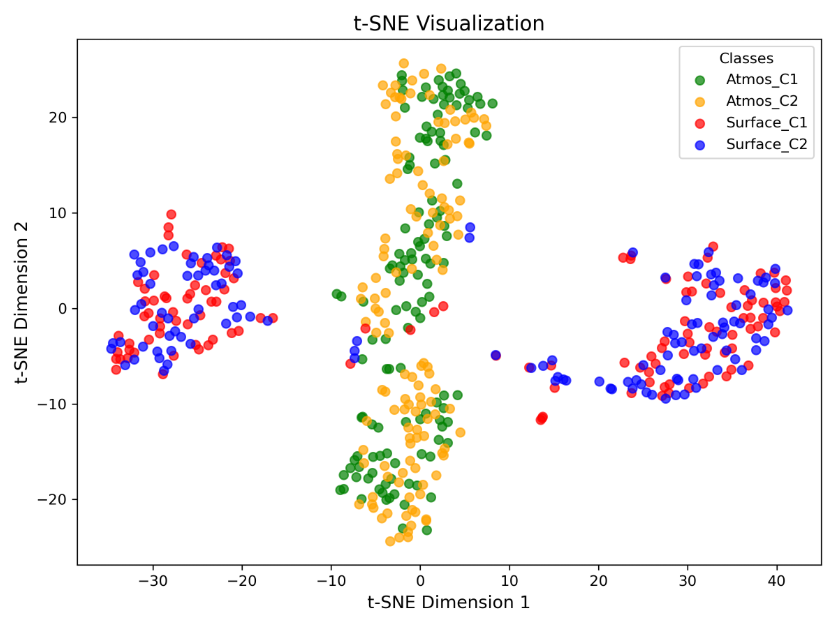 t-SNE Visualization
Classes
Atmos_C1
Atmos_C2
Surface_C1
Surface_C2
20
10
0
−10
−20
t-SNE Dimension 2
−30
−20
−10
0
10
20
30
40
t-SNE Dimension 1